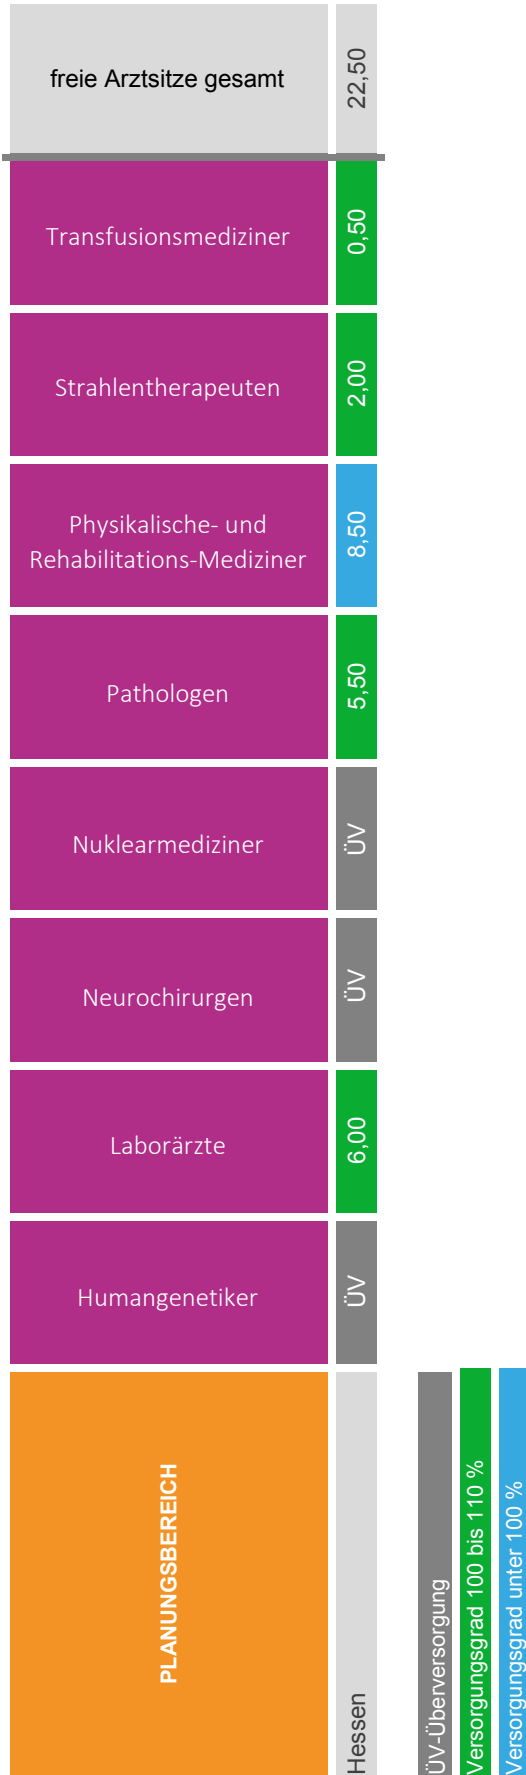 freie Arztsitze gesamt
22,50
Transfusionsmediziner
0,50
Strahlentherapeuten
2,00
Physikalische- und
Rehabilitations-Mediziner
8,50
Pathologen
5,50
Nuklearmediziner
ÜV
Neurochirurgen
ÜV
Laborärzte
6,00
Humangenetiker
ÜV
PLANUNGSBEREICH
Hessen
ÜV-Überversorgung
Versorgungsgrad 100 bis 110 %
Versorgungsgrad unter 100 %